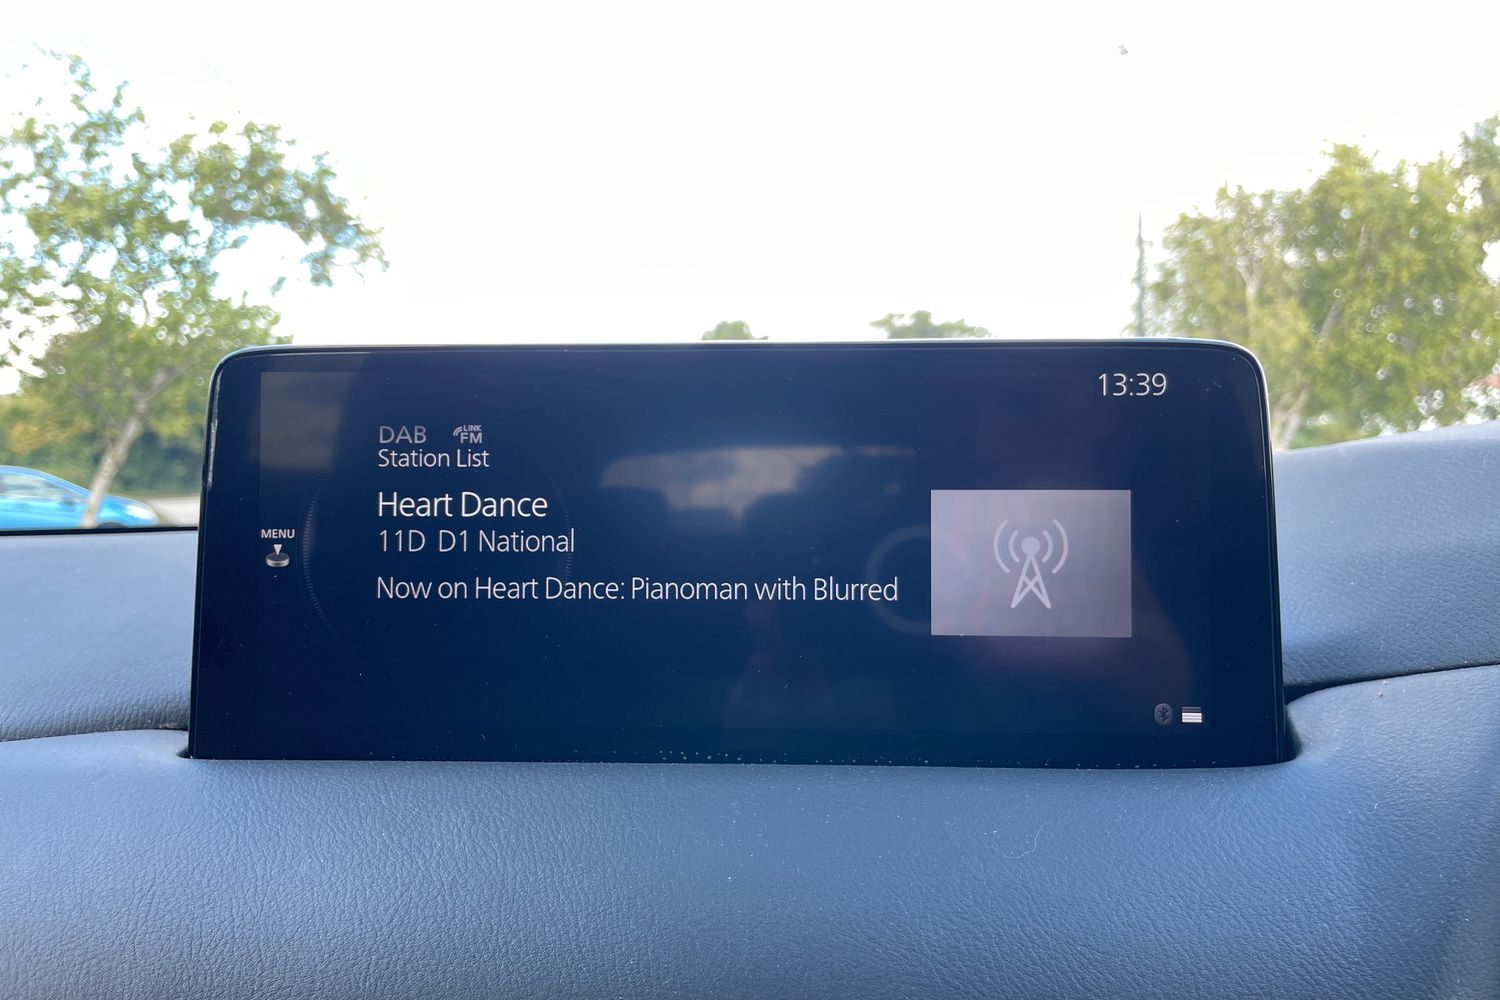 13:39
DAB LINK FM
Station List
Heart Dance
11D D1 National
MENU
Now on Heart Dance: Pianoman with Blurred